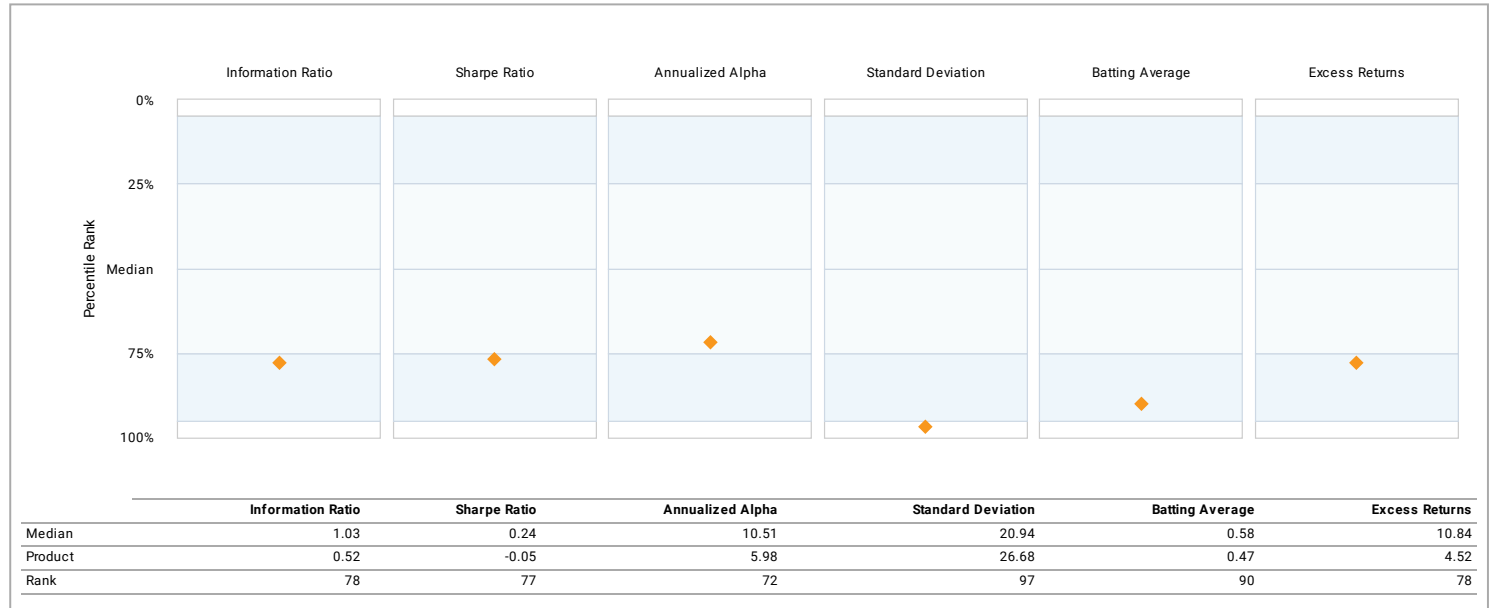 Information Ratio Sharpe Ratio Annualized Alpha Standard Deviation Batting Average Excess Returns
0%
25%
Percentile Rank
Median
75%
100%
Information Ratio Sharpe Ratio Annualized Alpha Standard Deviation Batting Average Excess Returns
Median 1.03 0.24 10.51 20.94 0.58 10.84
Product 0.52 -0.05 5.98 26.68 0.47 4.52
Rank 78 77 72 97 90 78